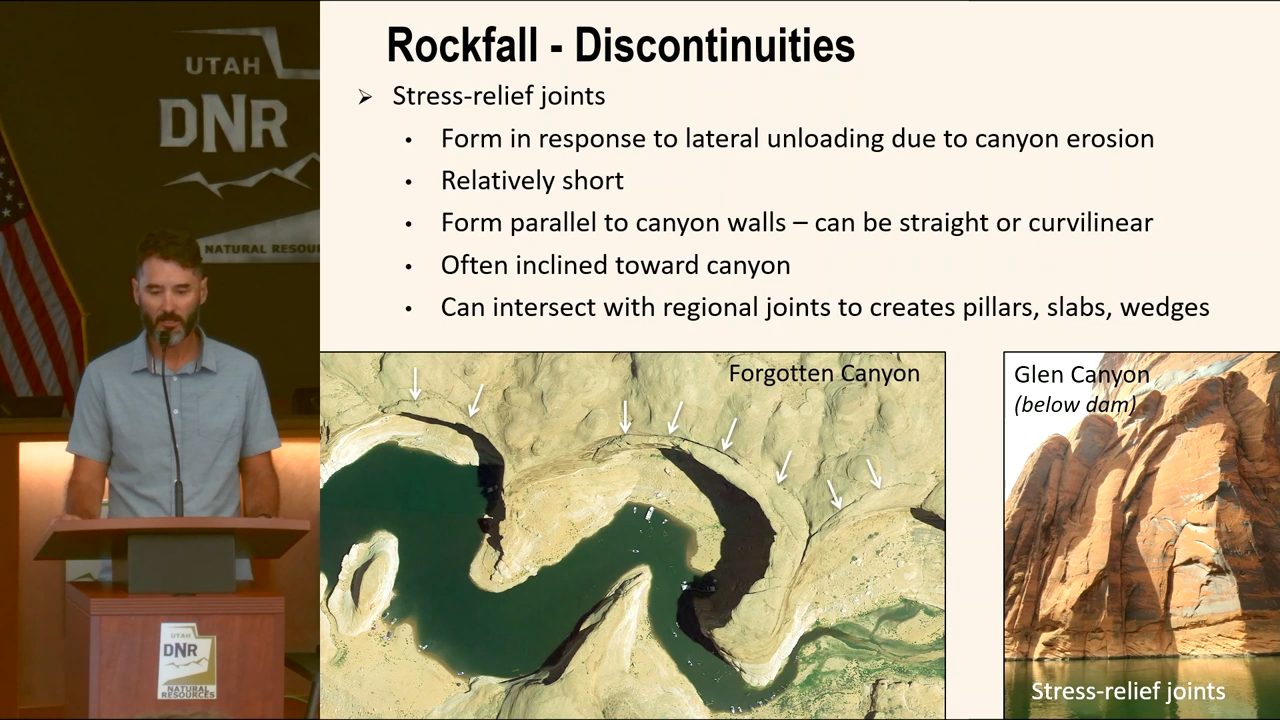 UTAH
DNR
NATURAL RESOU
UTAH
DNR
NATURAL
RESOURCES
Rockfall - Discontinuities
Stress-relief joints
Form in response to lateral unloading due to canyon erosion
Relatively short
Form parallel to canyon walls – can be straight or curvilinear
Often inclined toward canyon
Can intersect with regional joints to creates pillars, slabs, wedges
Forgotten Canyon
Glen Canyon
(below dam)
Stress-relief joints